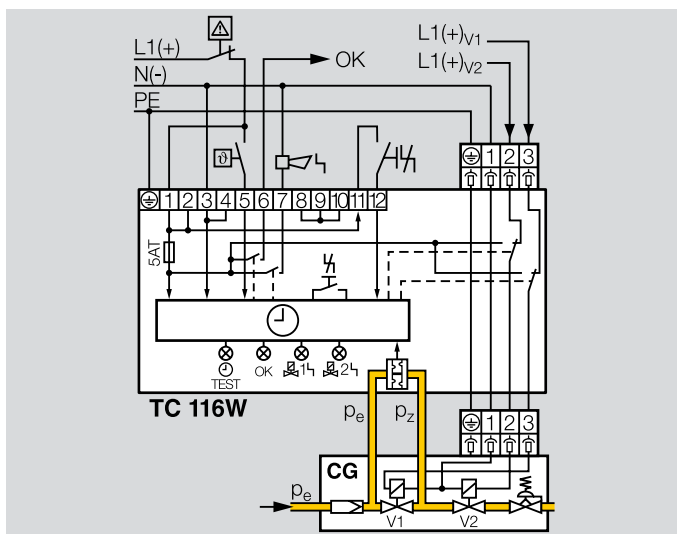 L1(+)
N(-)
PE
OK
L1(+)V1
L1(+)V2
1 2 3
ϑ
1 2 3 4 5 6 7 8 9 10 11 12
5AT
TEST
OK
1
2
TC 116W
pe
pz
1 2 3
CG
pe
V1
V2